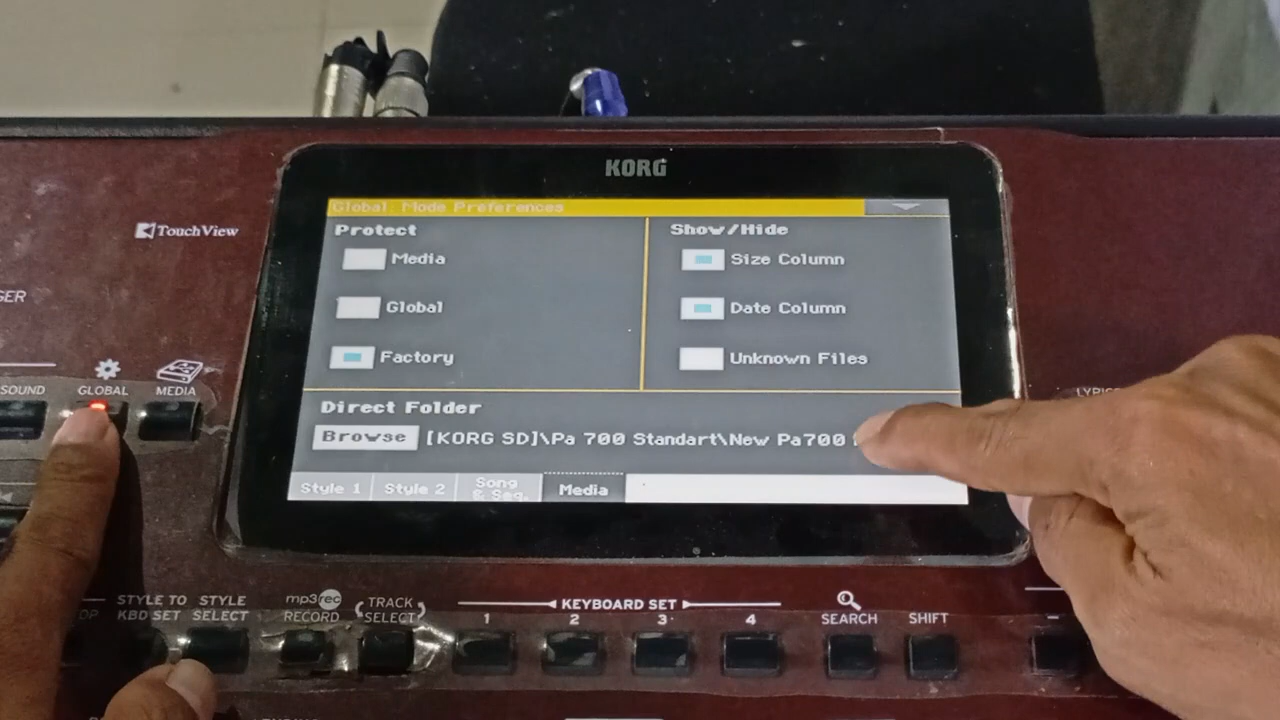 KORG
Global Mode Preferences
TouchView
Protect
Show/Hide
Media
Size Column
Global
Date Column
Factory
Unknown Files
SOUND
GLOBAL
MEDIA
Direct Folder
Browse
[KORG SD]\Pa 700 Standart\New Pa700
Style 1
Style 2
Song
& Seq.
Media
STYLE TO
KBD SET
STYLE
SELECT
mp3rec
RECORD
TRACK
SELECT
KEYBOARD SET
1
2
3
4
SEARCH
SHIFT